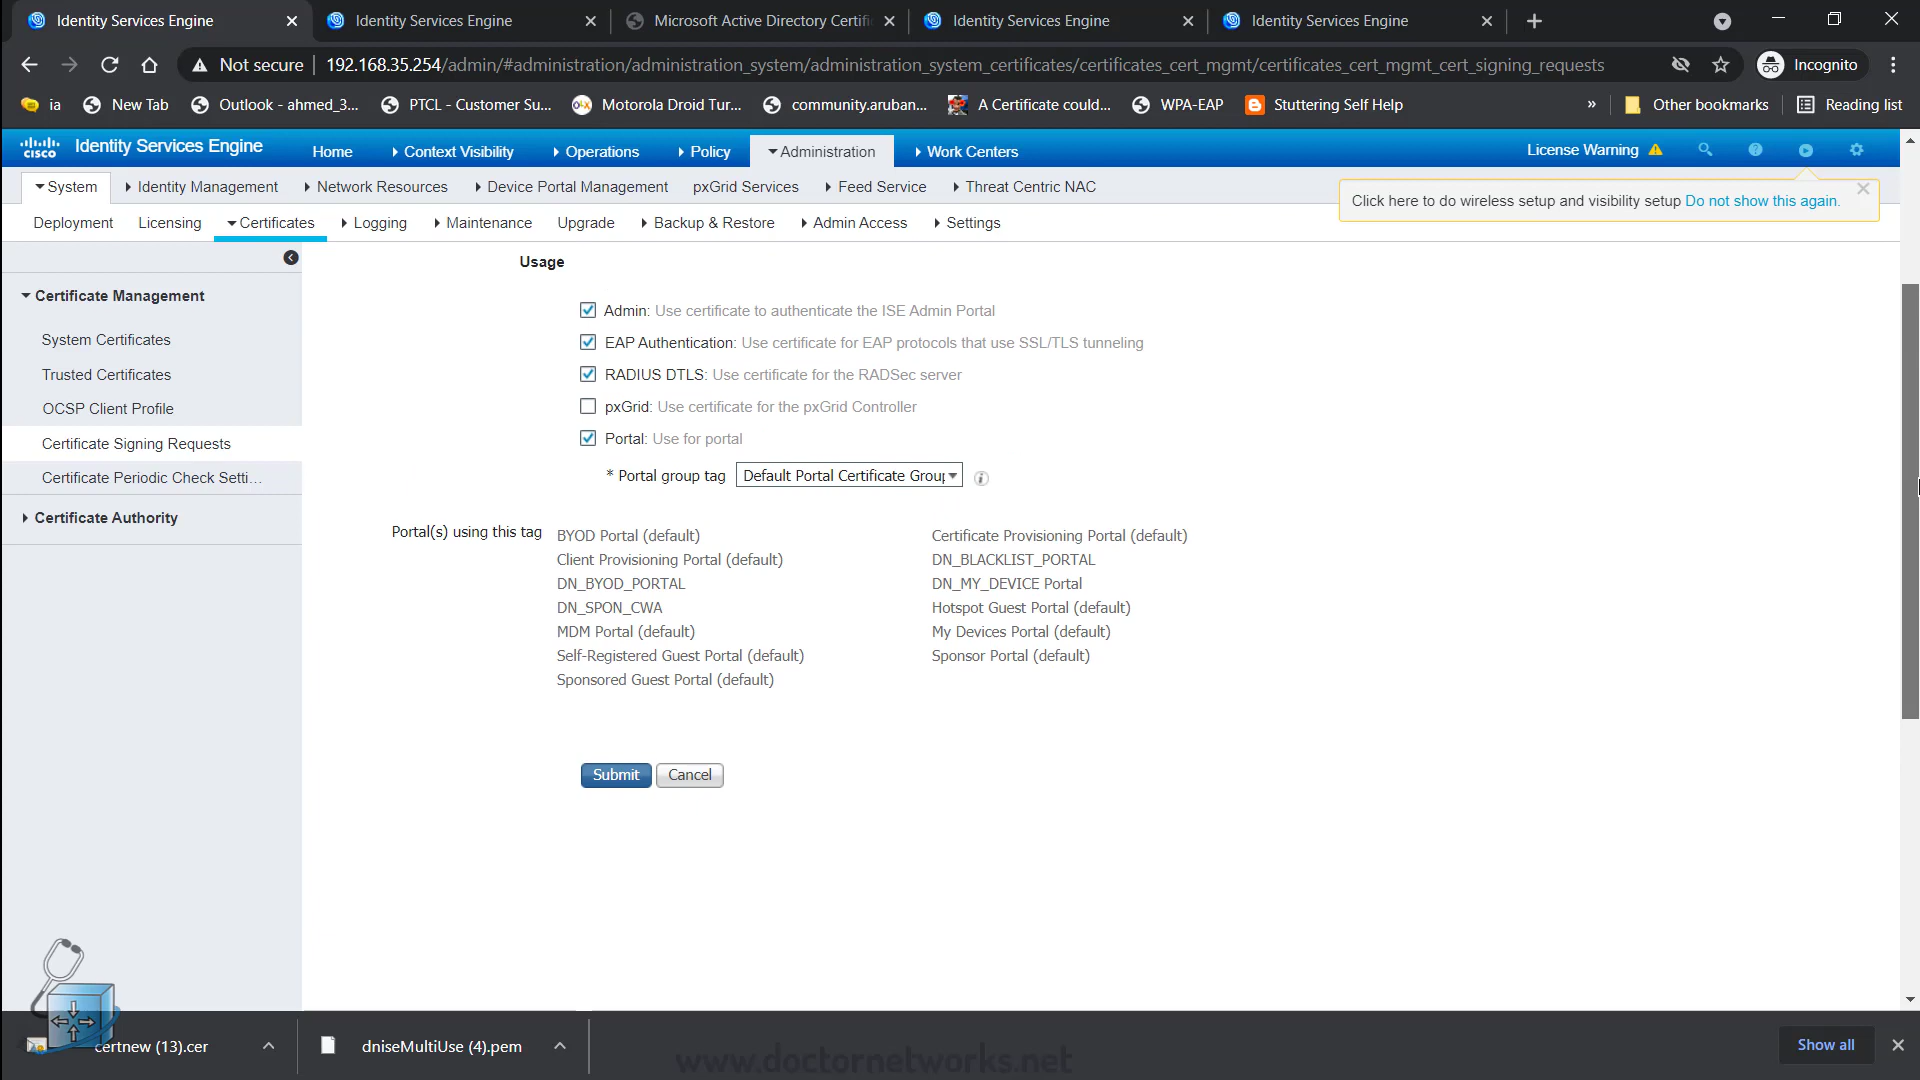 Identity Services Engine
Identity Services Engine
Microsoft Active Directory Certifi
Identity Services Engine
Identity Services Engine
Not secure
192.168.35.254/admin/#administration/administration_system/administration_system_certificates/certificates_cert_mgmt/certificates_cert_mgmt_cert_signing_requests
Incognito
ia
New Tab
Outlook - ahmed_3...
PTCL - Customer Su...
OLX
Motorola Droid Tur...
community.aruban...
A Certificate could...
WPA-EAP
Stuttering Self Help
»
Other bookmarks
Reading list
cisco
Identity Services Engine
Home
Context Visibility
Operations
Policy
Administration
Work Centers
License Warning
System
Identity Management
Network Resources
Device Portal Management
pxGrid Services
Feed Service
Threat Centric NAC
Click here to do wireless setup and visibility setup Do not show this again.
Deployment
Licensing
Certificates
Logging
Maintenance
Upgrade
Backup & Restore
Admin Access
Settings
Certificate Management
System Certificates
Trusted Certificates
OCSP Client Profile
Certificate Signing Requests
Certificate Periodic Check Setti...
Certificate Authority
Usage
Admin: Use certificate to authenticate the ISE Admin Portal
EAP Authentication: Use certificate for EAP protocols that use SSL/TLS tunneling
RADIUS DTLS: Use certificate for the RADSec server
pxGrid: Use certificate for the pxGrid Controller
Portal: Use for portal
* Portal group tag
Default Portal Certificate Group
Portal(s) using this tag
BYOD Portal (default)
Certificate Provisioning Portal (default)
Client Provisioning Portal (default)
DN_BLACKLIST_PORTAL
DN_BYOD_PORTAL
DN_MY_DEVICE Portal
DN_SPON_CWA
Hotspot Guest Portal (default)
MDM Portal (default)
My Devices Portal (default)
Self-Registered Guest Portal (default)
Sponsor Portal (default)
Sponsored Guest Portal (default)
Submit
Cancel
certnew (13).cer
dniseMultiUse (4).pem
www.doctornetworks.net
Show all